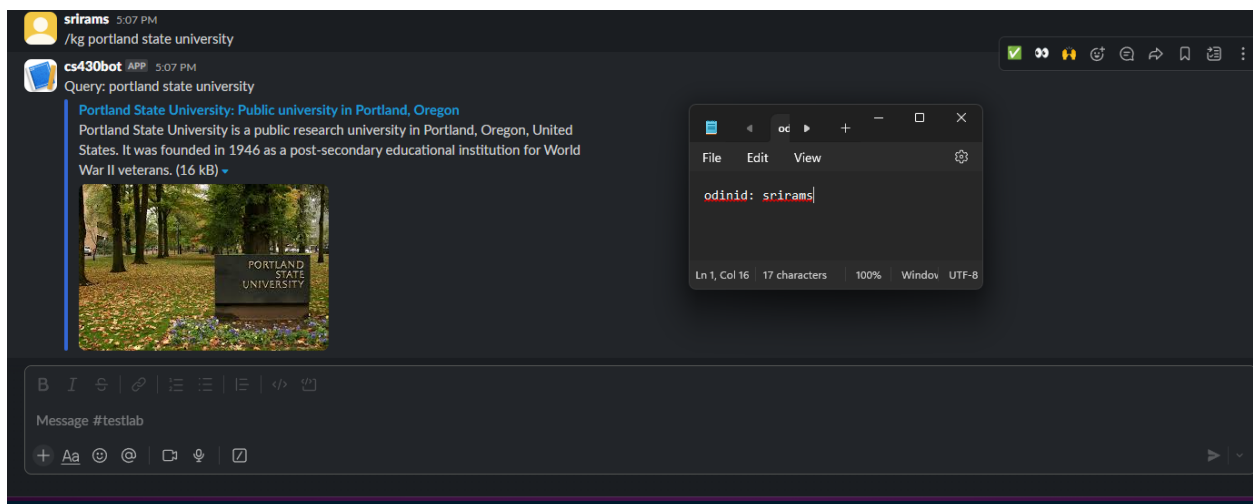 srirams 5:07 PM
/kg portland state university
cs430bot APP 5:07 PM
Query: portland state university
Portland State University: Public university in Portland, Oregon
Portland State University is a public research university in Portland, Oregon, United
States. It was founded in 1946 as a post-secondary educational institution for World
War II veterans. (16 kB)
PORTLAND
STATE
UNIVERSITY
od
File Edit View
odinid: srirams
Ln 1, Col 16 17 characters 100% Window UTF-8
B I S
Message #testlab
Aa @